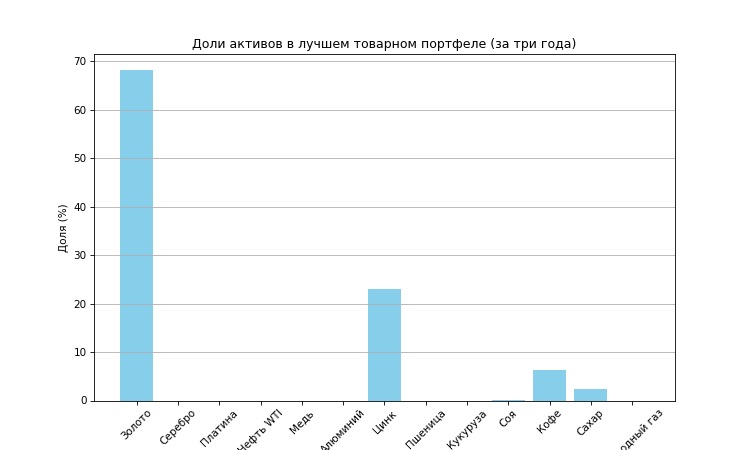 Доли активов в лучшем товарном портфеле (за три года)
Доля (%)
70
60
50
40
30
20
10
0
Золото
Серебро
Платина
Нефть WTI
Медь
Алюминий
Цинк
Пшеница
Кукуруза
Соя
Кофе
Сахар
газ